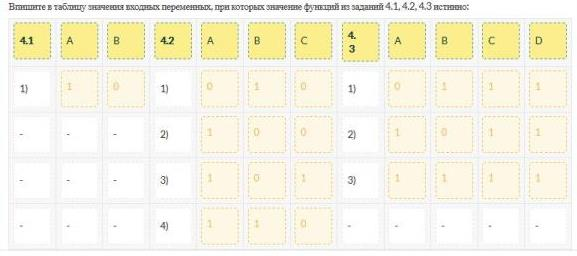 Впишите в таблицу значения входных переменных, при которых значение функций из заданий 4.1, 4.2, 4.3 истинно:
4.1 A B 4.2 A B C 4.3 A B C D
1) 1 0 1) 0 1 0 1) 0 1 1 1
- - - 2) 1 0 0 2) 1 0 1 1
- - - 3) 1 0 1 3) 1 1 1 1
- - - 4) 1 1 0 - - - - -